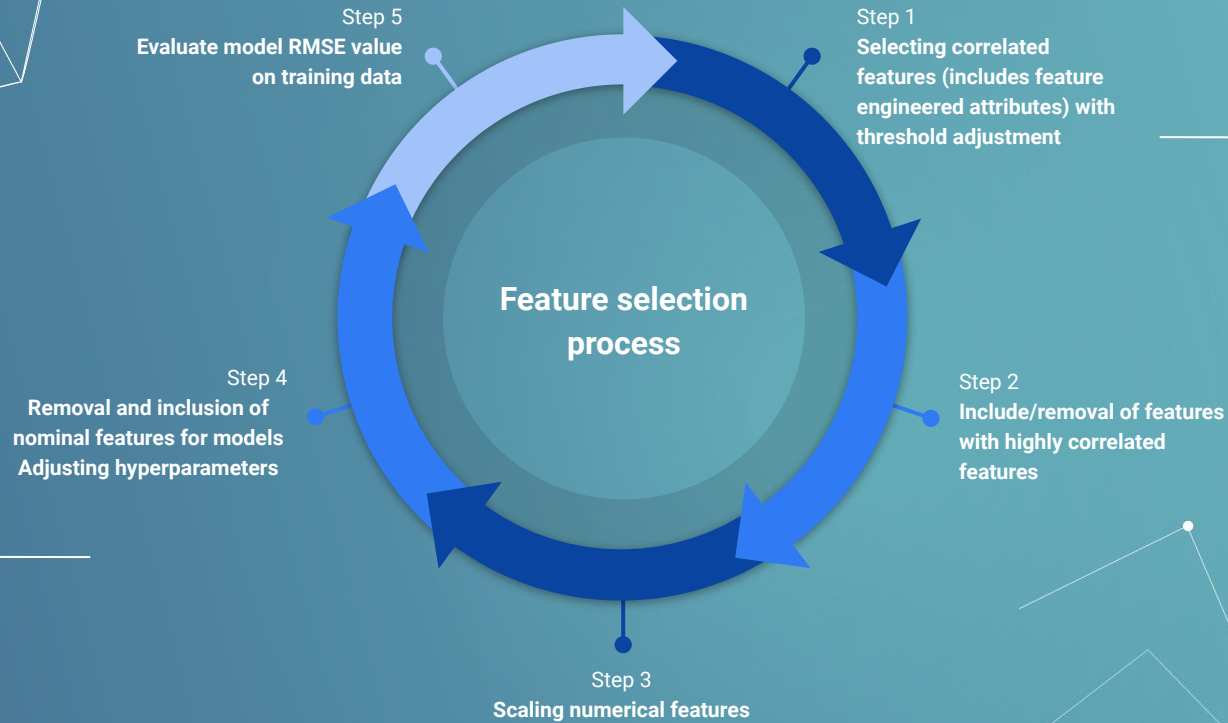 Feature selection
process
Step 1
Selecting correlated
features (includes feature
engineered attributes) with
threshold adjustment
Step 2
Include/removal of features
with highly correlated
features
Step 3
Scaling numerical features
Step 4
Removal and inclusion of
nominal features for models
Adjusting hyperparameters
Step 5
Evaluate model RMSE value
on training data